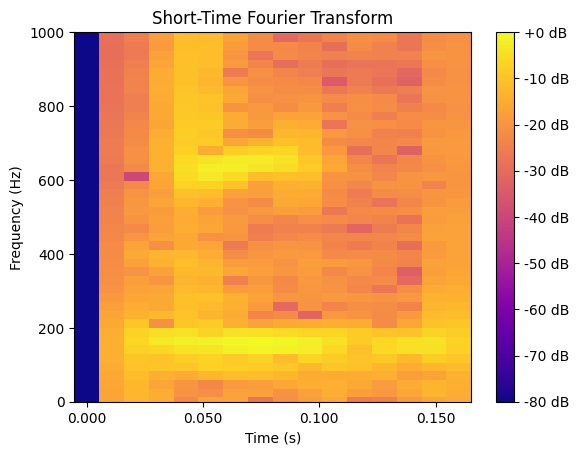 Short-Time Fourier Transform
1000
800
600
400
200
0
Frequency (Hz)
0.000
0.050
0.100
0.150
Time (s)
+0 dB
-10 dB
-20 dB
-30 dB
-40 dB
-50 dB
-60 dB
-70 dB
-80 dB